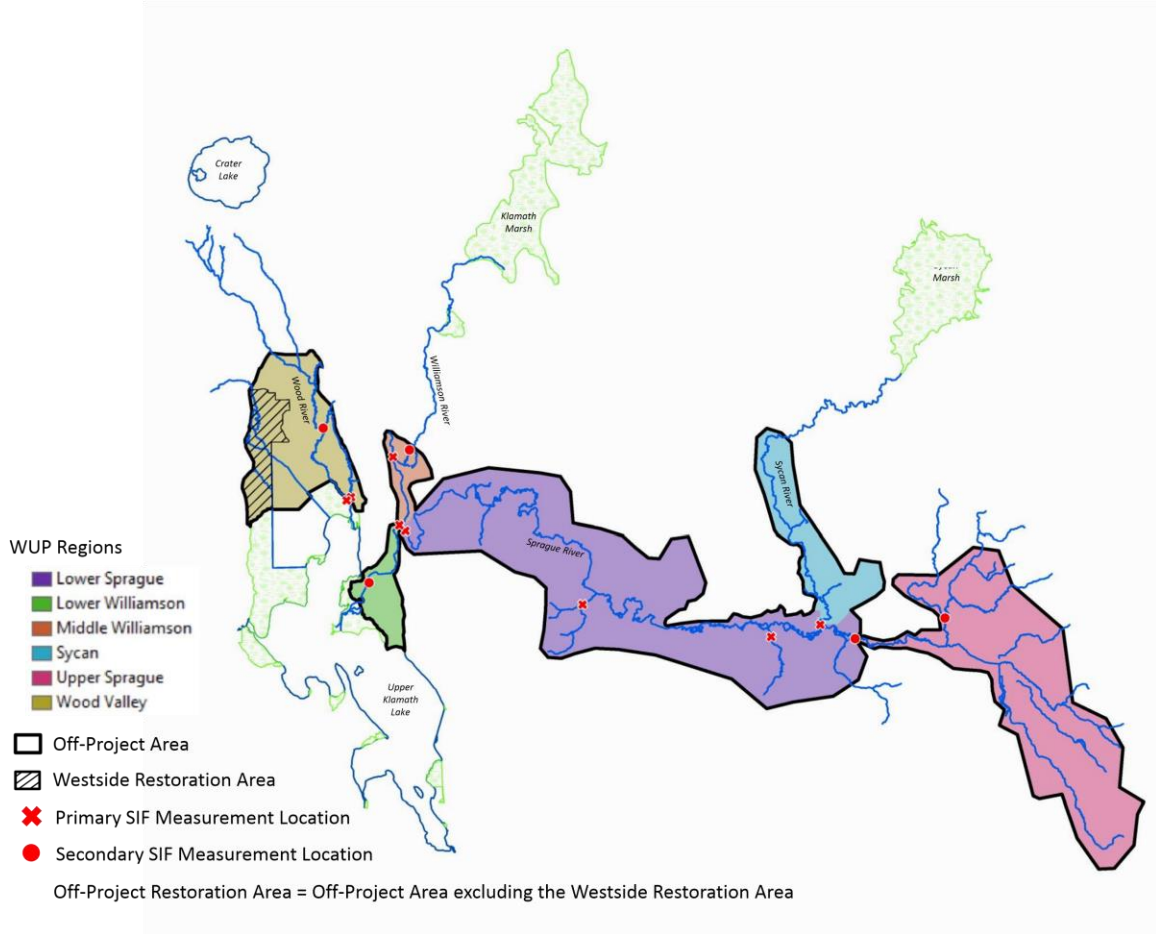 Crater
Lake
Klamath
Marsh
Marsh
Williamson River
Wood River
Sycan River
Sprague River
WUP Regions
Lower Sprague
Lower Williamson
Middle Williamson
Sycan
Upper Sprague
Wood Valley
Upper
Klamath
Lake
Off-Project Area
Westside Restoration Area
Primary SIF Measurement Location
Secondary SIF Measurement Location
Off-Project Restoration Area = Off-Project Area excluding the Westside Restoration Area